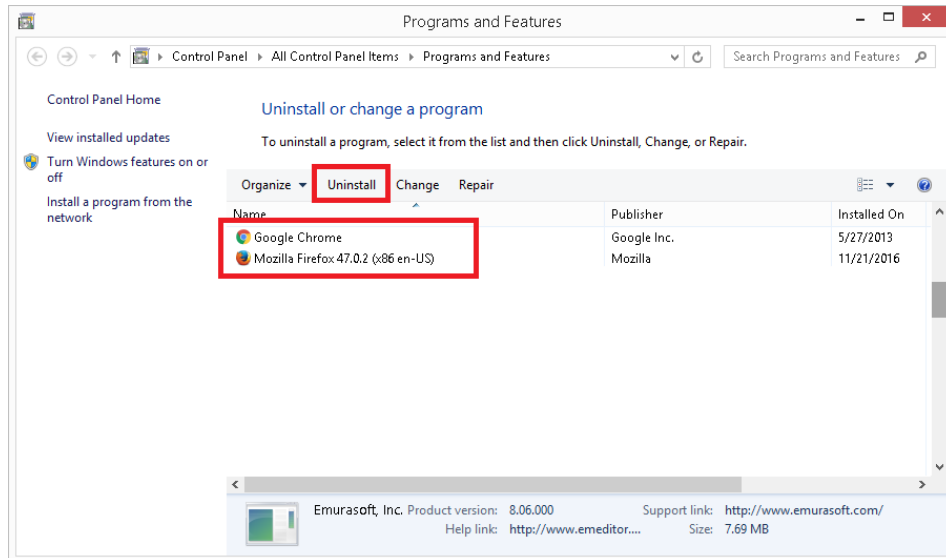 Programs and Features
Control Panel All Control Panel Items Programs and Features Search Programs and Features
Control Panel Home
View installed updates
Turn Windows features on or
off
Install a program from the
network
Uninstall or change a program
To uninstall a program, select it from the list and then click Uninstall, Change, or Repair.
Organize Uninstall Change Repair
Name Publisher Installed On
Google Chrome Google Inc. 5/27/2013
Mozilla Firefox 47.0.2 (x86 en-US) Mozilla 11/21/2016
Emurasoft, Inc. Product version: 8.06.000 Support link: http://www.emurasoft.com/
Help link: http://www.emeditor.... Size: 7.69 MB